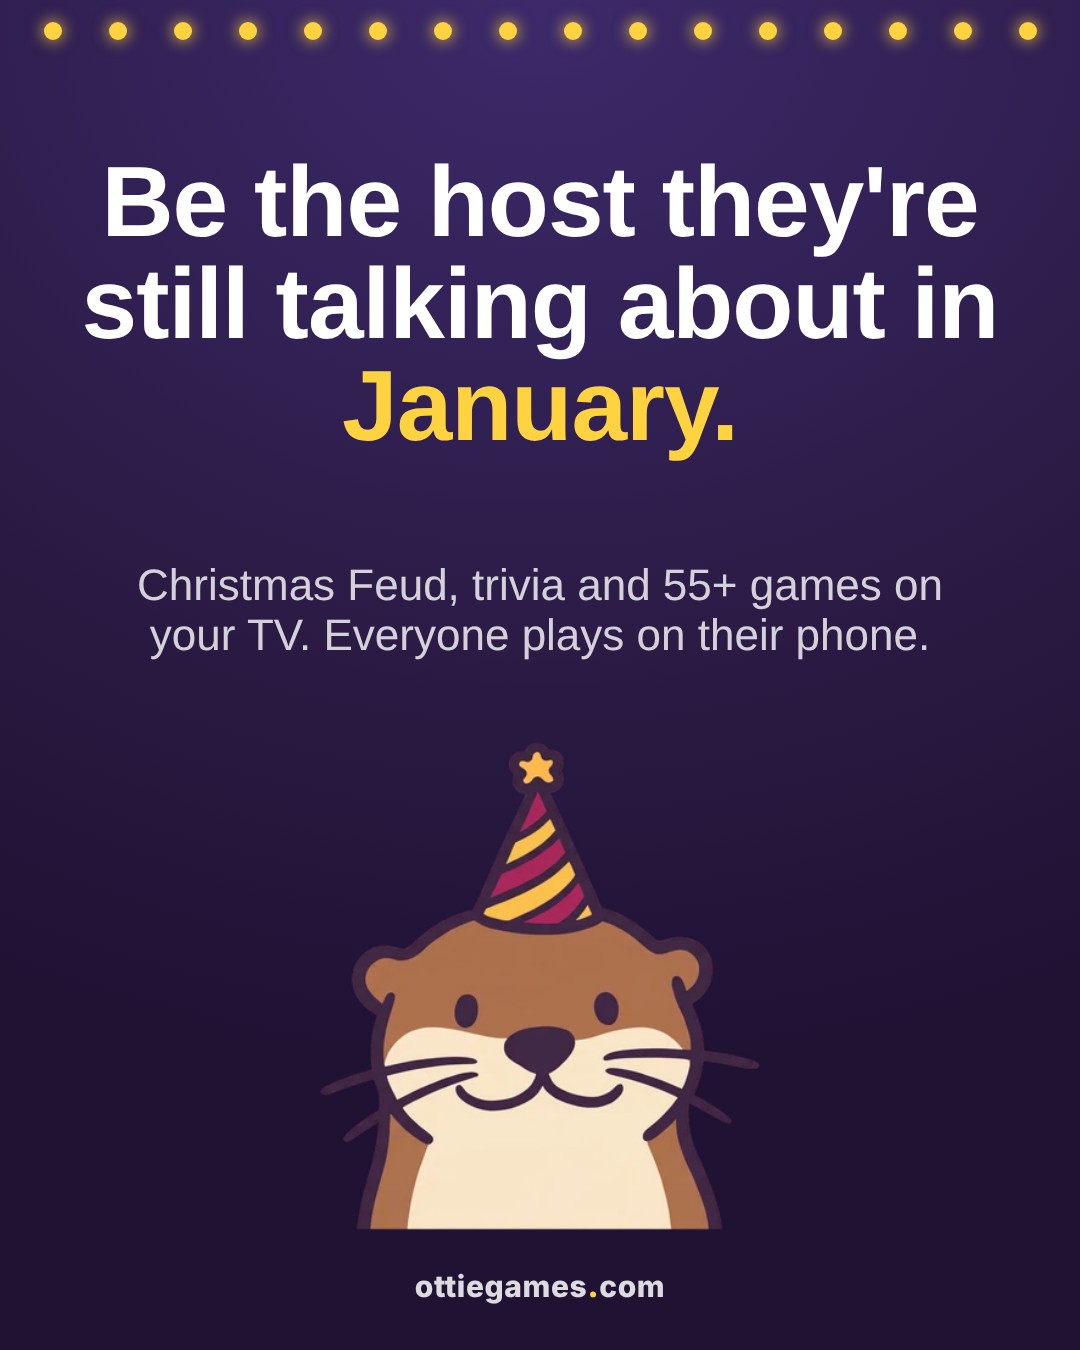 Be the host they're
still talking about in
January.
Christmas Feud, trivia and 55+ games on
your TV. Everyone plays on their phone.
ottiegames.com